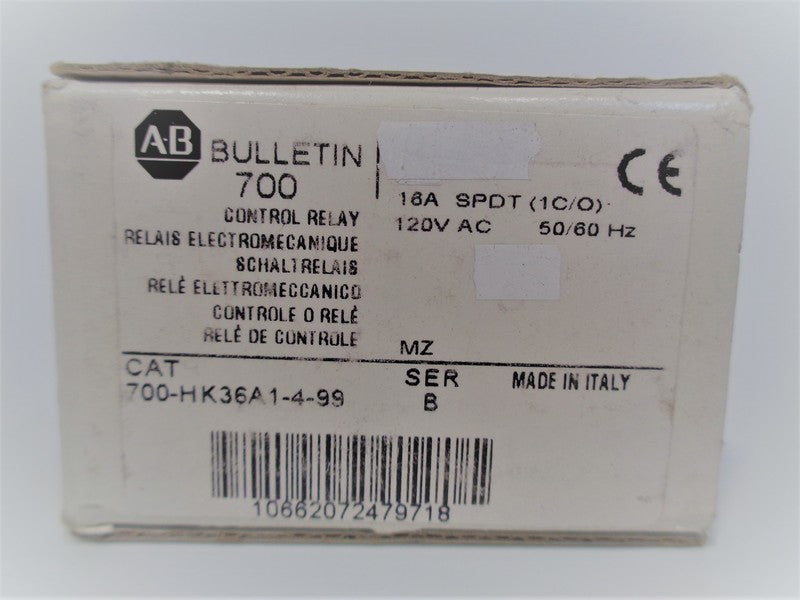 A-B BULLETIN
700
CONTROL RELAY
RELAIS ELECTROMECANIQUE
SCHALTRELAIS
RELÉ ELETTROMECCANICO
CONTROLE O RELÉ
RELÉ DE CONTROLE
16A SPDT (1C/O)
120V AC 50/60 Hz
CE
MZ
CAT
700-HK36A1-4-99
SER
B
MADE IN ITALY
10662072479718